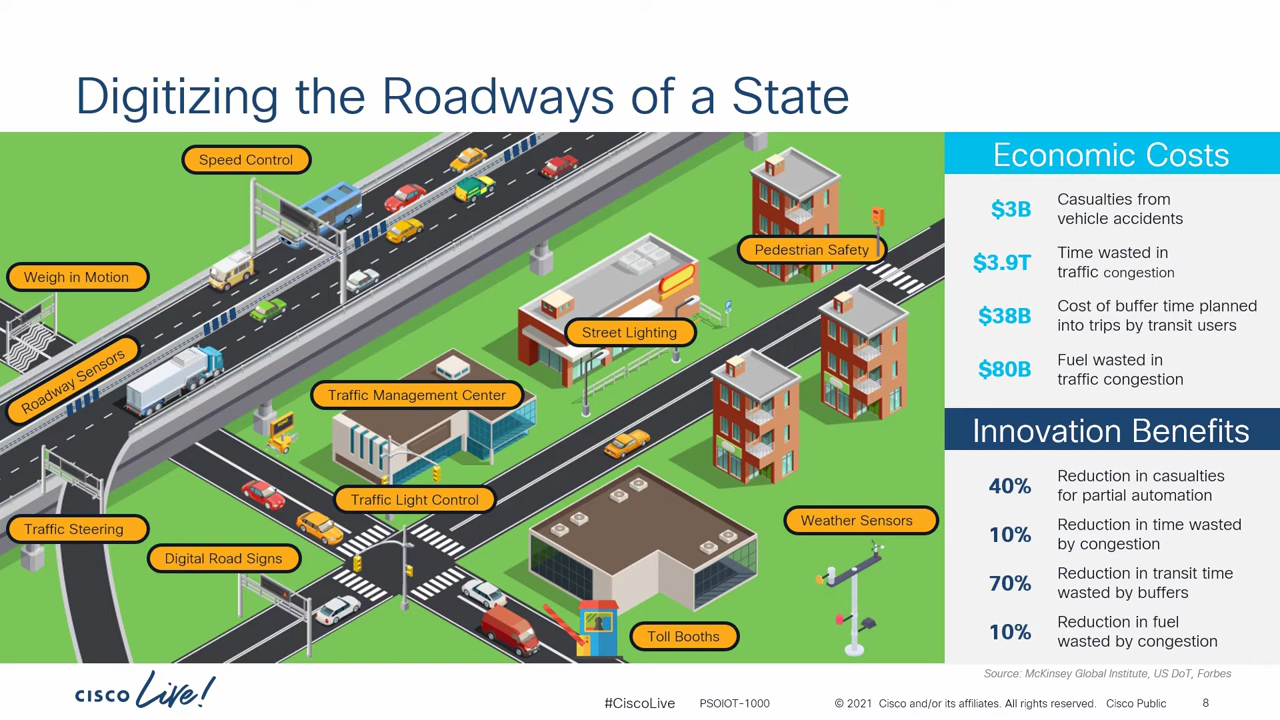 Digitizing the Roadways of a State
Speed Control
Weigh in Motion
Roadway Sensors
Traffic Steering
Digital Road Signs
Traffic Management Center
Traffic Light Control
Street Lighting
Pedestrian Safety
Weather Sensors
Toll Booths
Economic Costs
$3B
Casualties from
vehicle accidents
$3.9T
Time wasted in
traffic congestion
$38B
Cost of buffer time planned
into trips by transit users
$80B
Fuel wasted in
traffic congestion
Innovation Benefits
40%
Reduction in casualties
for partial automation
10%
Reduction in time wasted
by congestion
70%
Reduction in transit time
wasted by buffers
10%
Reduction in fuel
wasted by congestion
Source: McKinsey Global Institute, US DoT, Forbes
CISCO Live!
#CiscoLive
PSOIOT-1000
© 2021 Cisco and/or its affiliates. All rights reserved. Cisco Public
8